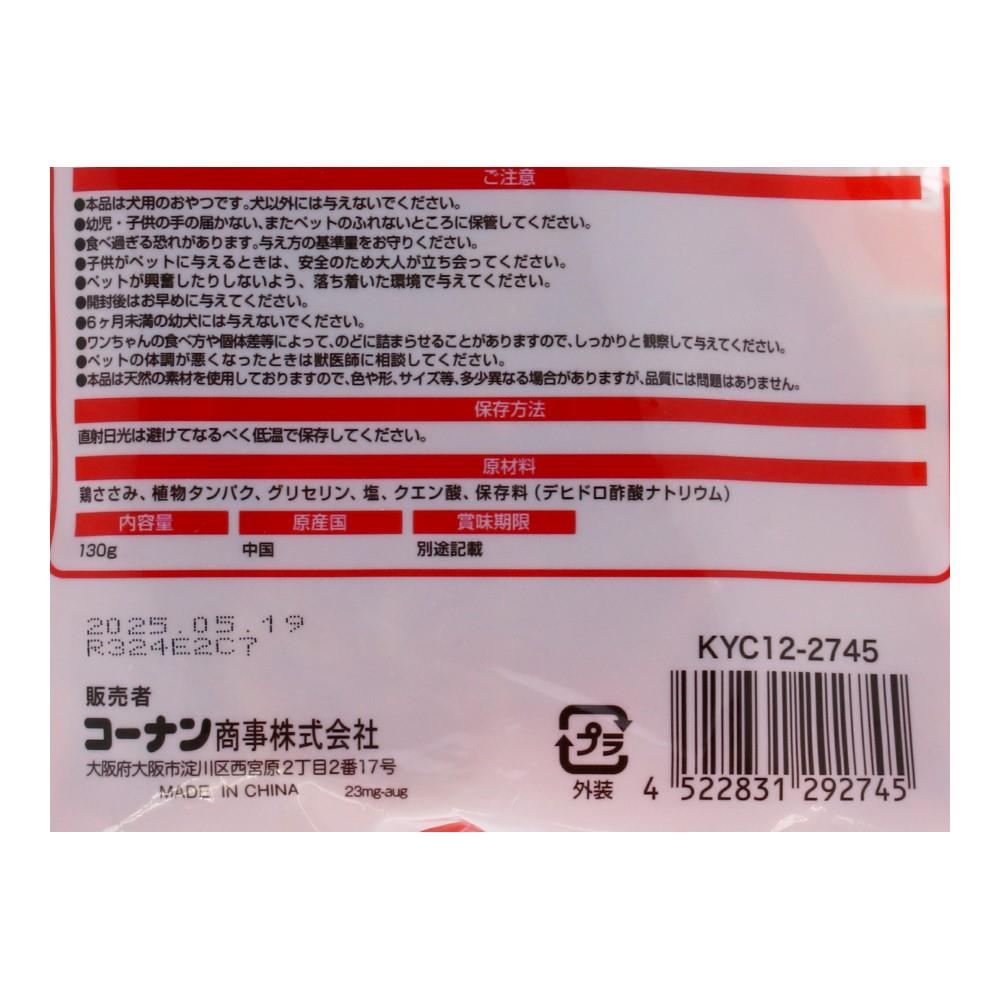 ご注意
●本品は犬用のおやつです。犬以外には与えないでください。
●幼児・子供の手の届かない、またペットのふれないところに保管してください。
●食べ過ぎる恐れがあります。与え方の基準量をお守りください。
●子供がペットに与えるときは、安全のため大人が立ち会ってください。
●ペットが興奮したりしないよう、落ち着いた環境で与えてください。
●開封後はお早めに与えてください。
●6ヶ月未満の幼犬には与えないでください。
●ワンちゃんの食べ方や個体差等によって、のどに詰まらせることがありますので、しっかりと観察して与えてください。
●ペットの体調が悪くなったときは獣医師に相談してください。
●本品は天然の素材を使用しておりますので、色や形、サイズ等、多少異なる場合がありますが、品質には問題はありません。
保存方法
直射日光は避けてなるべく低温で保存してください。
原材料
鶏ささみ、植物タンパク、グリセリン、塩、クエン酸、保存料(デヒドロ酢酸ナトリウム)
内容量 原産国 賞味期限
130g 中国 別途記載
2025.05.19
R324E2C7
KYC12-2745
販売者
コーナン商事株式会社
大阪府大阪市淀川区西宮原2丁目2番17号
MADE IN CHINA 23mg-aug
プラ
外装
4 522831 292745